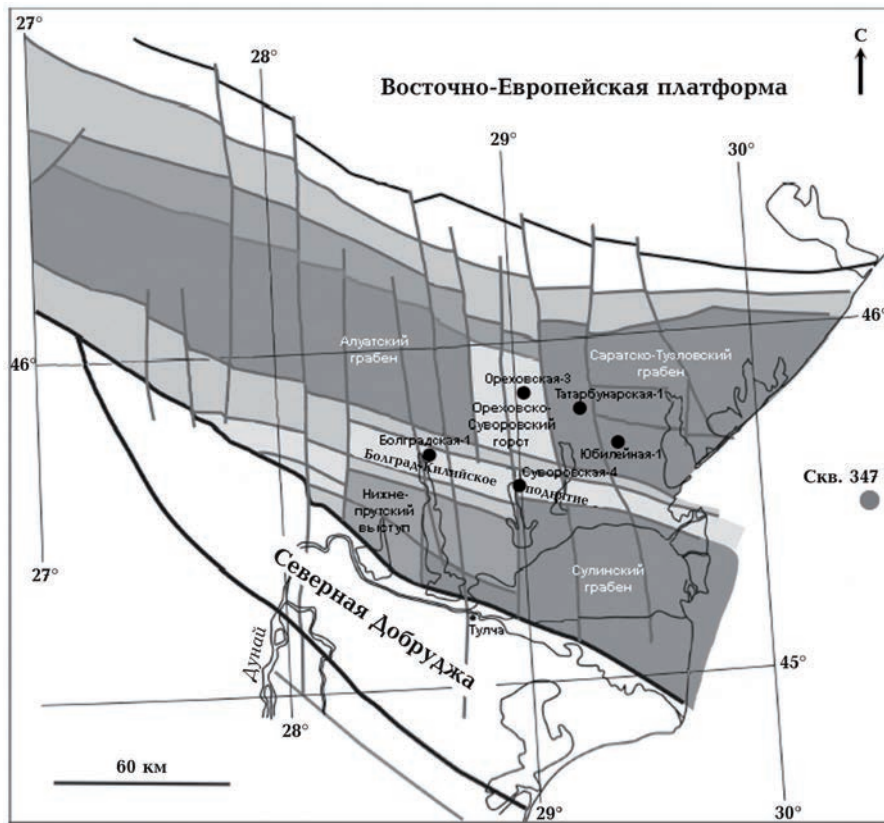 27°
28°
Восточно-Европейская платформа
С
29°
30°
46°
Алуатский
грабен
Саратско-Тузловский
грабен
46°
Ореховская-3
Татарбунарская-1
Ореховско-
Суворовский
горст
Болградская-1
Юбилейная-1
Болград-Килийское
поднятие
Суворовская-4
Скв. 347
Нижне-
прутский
выступ
27°
Северная Добруджа
Сулинский
грабен
Тулча
Дунай
45°
28°
60 км
29°
30°